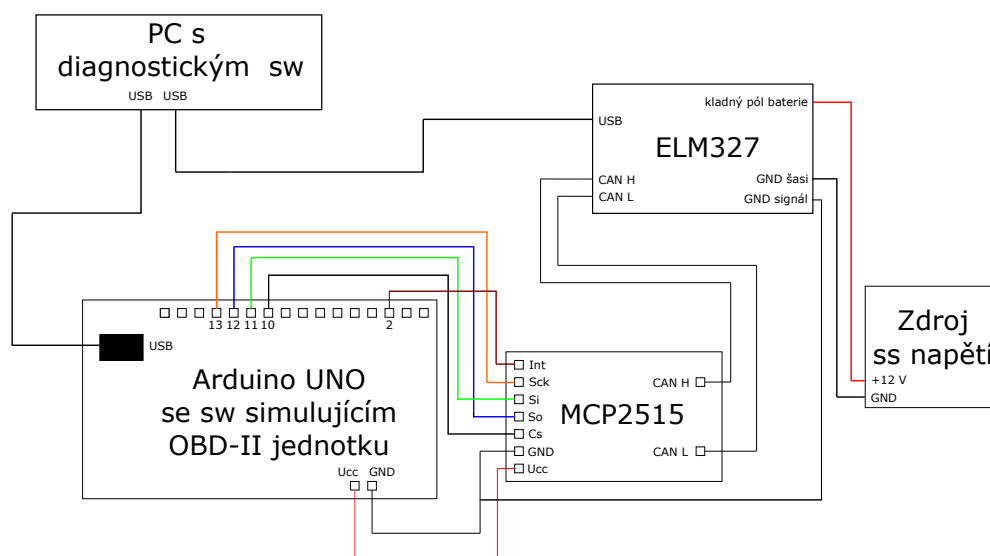 PC s
diagnostickým sw
USB USB
kladný pól baterie
USB
ELM327
CAN H
GND šasi
CAN L
GND signál
13 12 11 10 2
USB
Arduino UNO
se sw simulujícím
OBD-II jednotku
Ucc GND
Int
Sck
CAN H
Si
MCP2515
So
Cs
GND
CAN L
Ucc
Zdroj
ss napětí
+12 V
GND